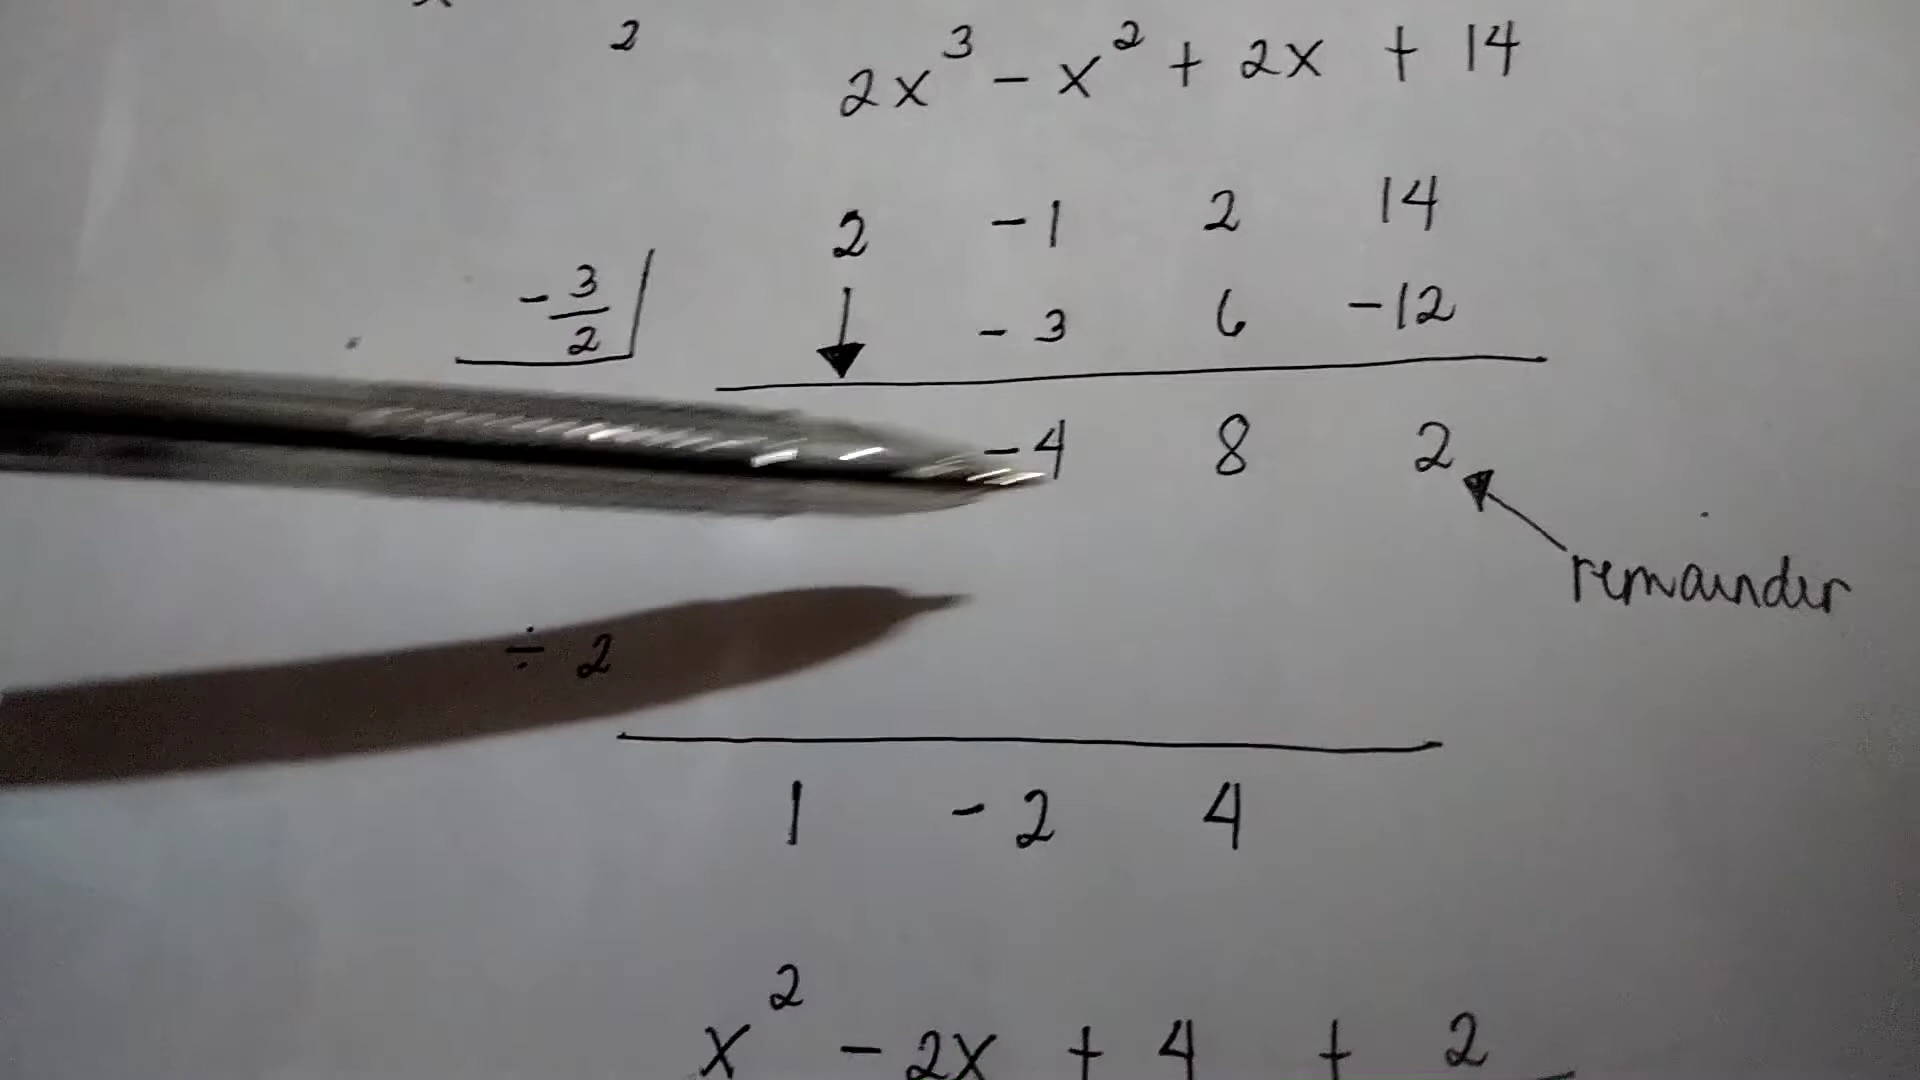 2
2x³ - x² + 2x + 14
2 -1 2 14
-3/2
-3 6 -12
-4 8 2
remainder
÷ 2
1 -2 4
x² - 2x + 4 + 2